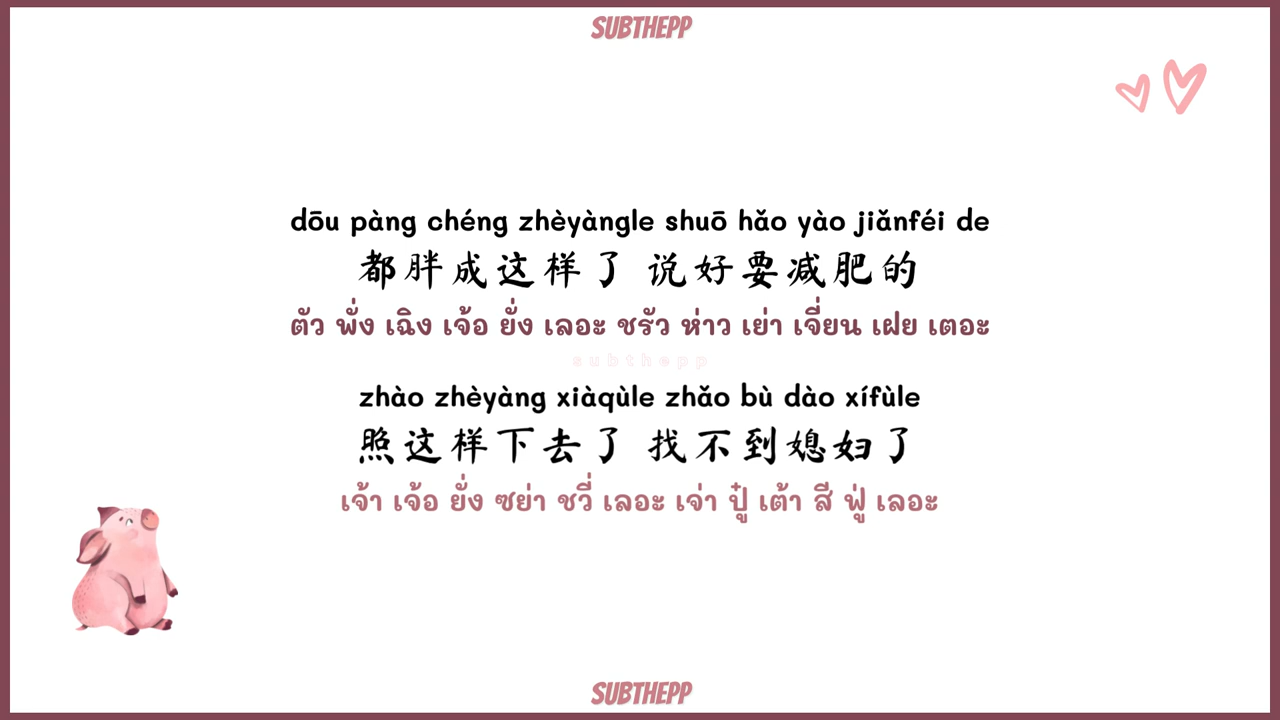 SUBTHEPP
dōu pàng chéng zhèyàngle shuō hǎo yào jiǎnféi de
都胖成这样了 说好要减肥的
ตัว พั่ง เฉิง เจ้อ ยั่ง เลอะ ชรัว ห่าว เย่า เจี่ยน เฝย เตอะ
subthepp
zhào zhèyàng xiàqùle zhǎo bù dào xífùle
照这样下去了 找不到媳妇了
เจ้า เจ้อ ยั่ง ซย่า ชวี่ เลอะ เจ่า ปู๋ เต้า สี ฟู่ เลอะ
SUBTHEPP